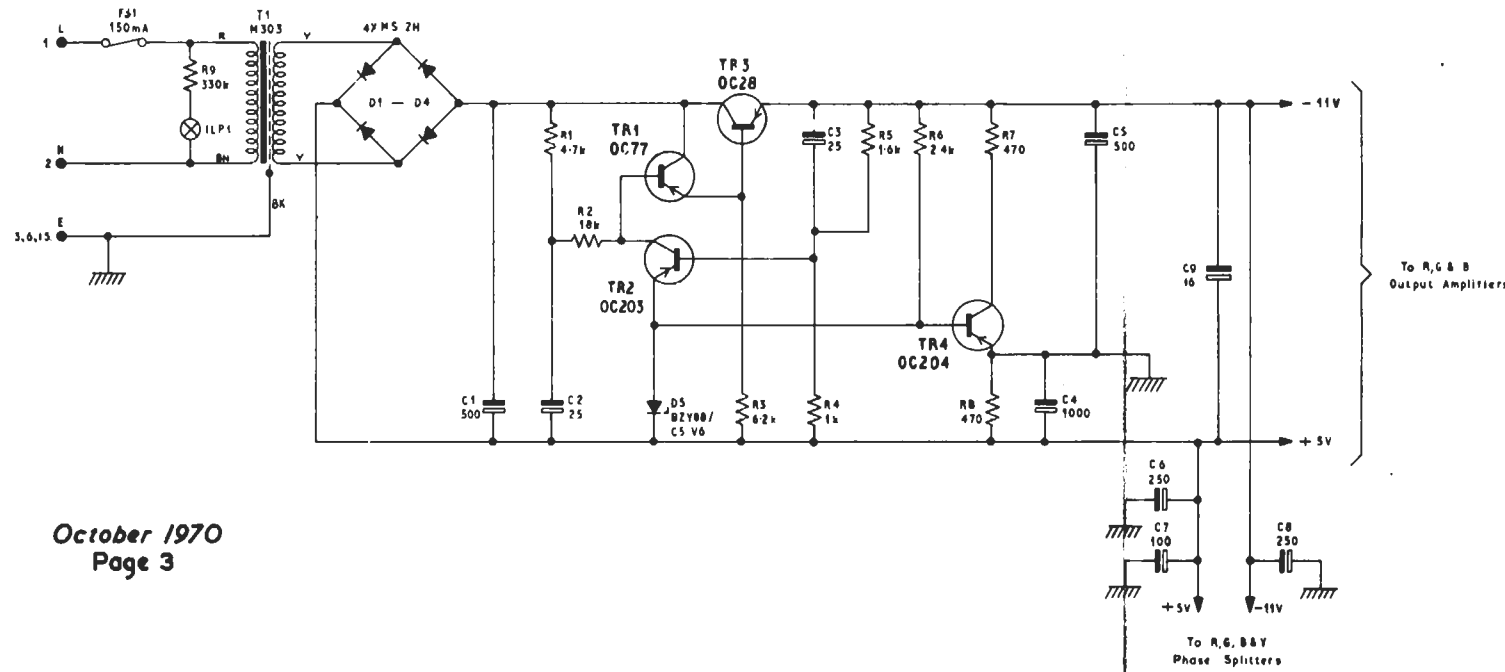 FS1
150mA
L
1
R
R9
330k
ILP1
N
2
BN
E
3,6,15.
T1
M303
Y
Y
BK
4X MS 2H
D1 — D4
R1
4·7k
R2
18k
C1
500
C2
25
TR1
OC77
TR2
OC203
TR3
OC28
D5
BZY88/
C5 V6
R3
6·2k
C3
25
R4
1k
R5
1·6k
R6
2·4k
R7
470
TR4
OC204
R8
470
C4
1000
C5
500
C9
16
-11V
+5V
To R,G & B
Output Amplifiers
C6
250
C7
100
C8
250
+5V
-11V
To R,G, B&Y
Phase Splitters
October 1970
Page 3